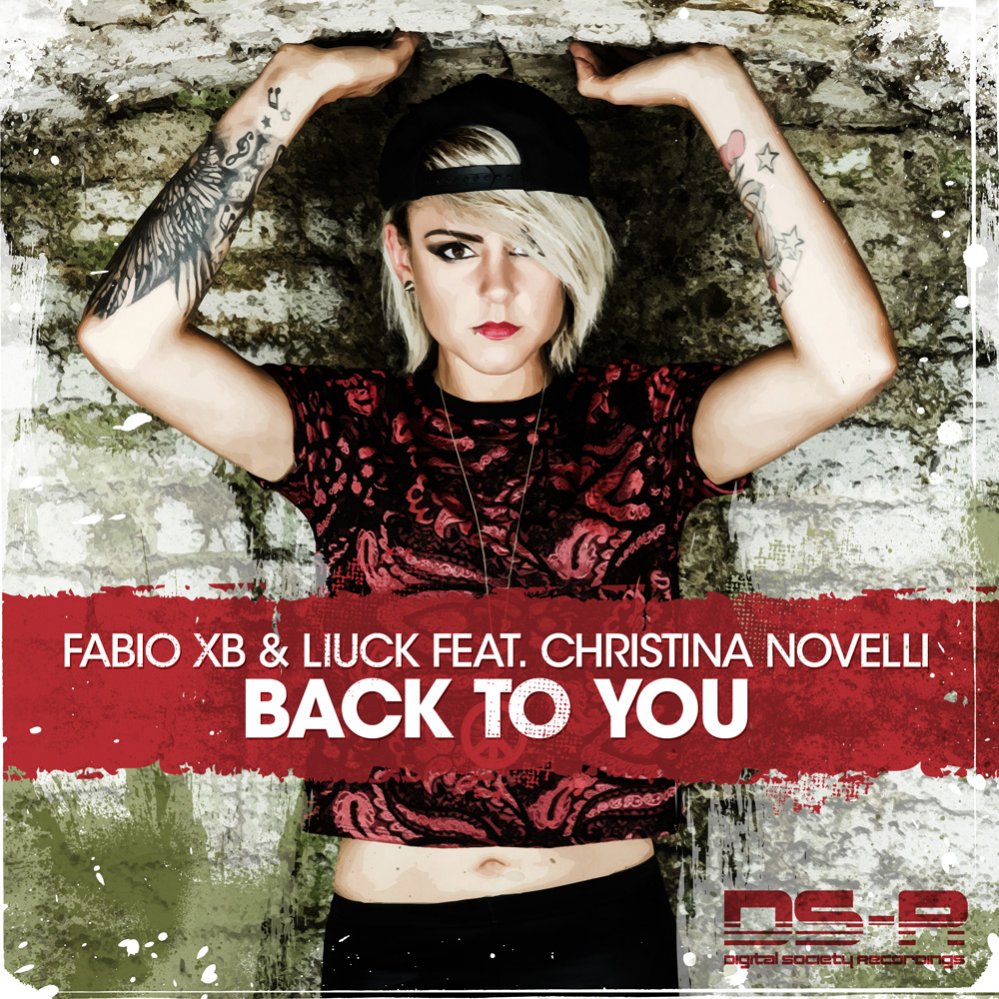 FABIO XB & LIUCK FEAT. CHRISTINA NOVELLI
BACK TO YOU
DS-R
DIGITAL SOCIETY RECORDINGS